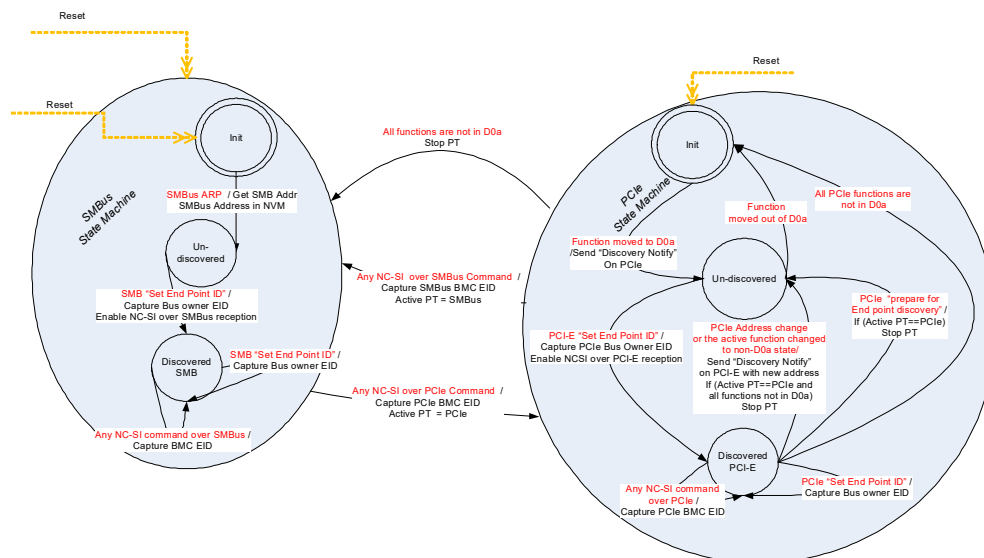 Reset
Reset
Init
SMBus
State Machine
SMBus ARP / Get SMB Addr
SMBus Address in NVM
Un-
discovered
SMB “Set End Point ID” /
Capture Bus owner EID
Enable NC-SI over SMBus reception
Discovered
SMB
SMB “Set End Point ID” /
Capture Bus owner EID
Any NC-SI command over SMBus /
Capture BMC EID
All functions are not in D0a
Stop PT
Any NC-SI over SMBus Command /
Capture SMBus BMC EID
Active PT = SMBus
Any NC-SI over PCIe Command /
Capture PCIe BMC EID
Active PT = PCIe
Reset
Init
PCIe
State Machine
Function moved to D0a
/Send “Discovery Notify”
On PCIe
Function
moved out of D0a
All PCIe functions are
not in D0a
Un-discovered
PCI-E “Set End Point ID” /
Capture PCIe Bus Owner EID
Enable NCSI over PCI-E reception
PCIe Address change
or the active function changed
to non-D0a state/
Send “Discovery Notify”
on PCI-E with new address
If (Active PT==PCIe and
all functions not in D0a)
Stop PT
PCIe “prepare for
End point discovery” /
If (Active PT==PCIe)
Stop PT
Discovered
PCI-E
Any NC-SI command
over PCIe /
Capture PCIe BMC EID
PCIe “Set End Point ID” /
Capture Bus owner EID